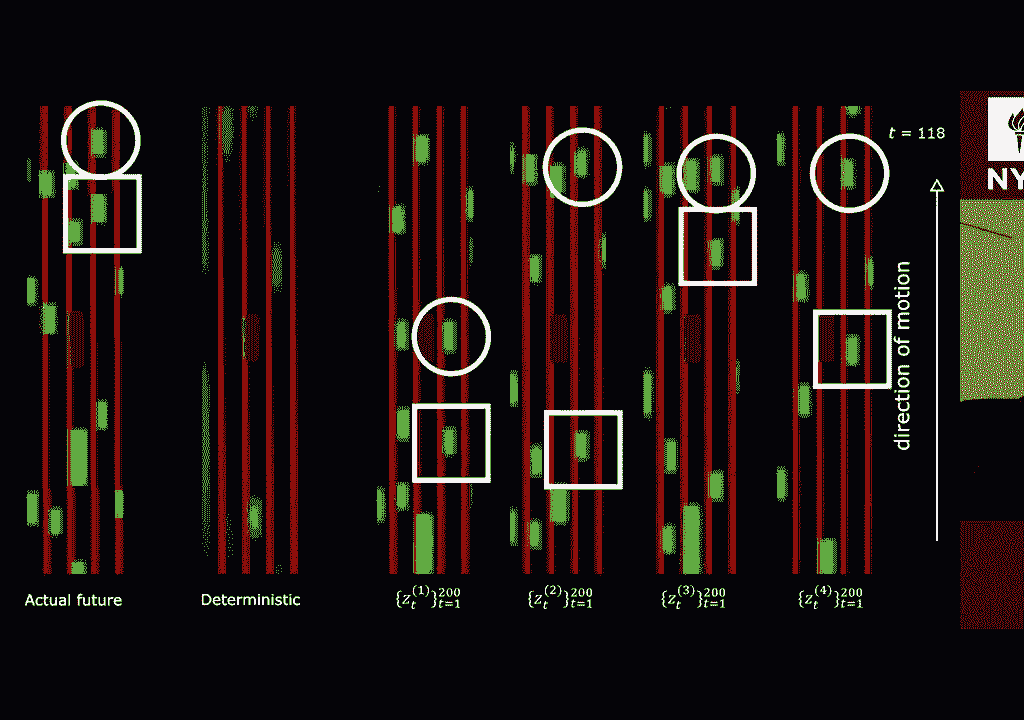 t = 118
NY
direction of motion
Actual future
Deterministic
{z_t^(1)}_{t=1}^{200}
{z_t^(2)}_{t=1}^{200}
{z_t^(3)}_{t=1}^{200}
{z_t^(4)}_{t=1}^{200}